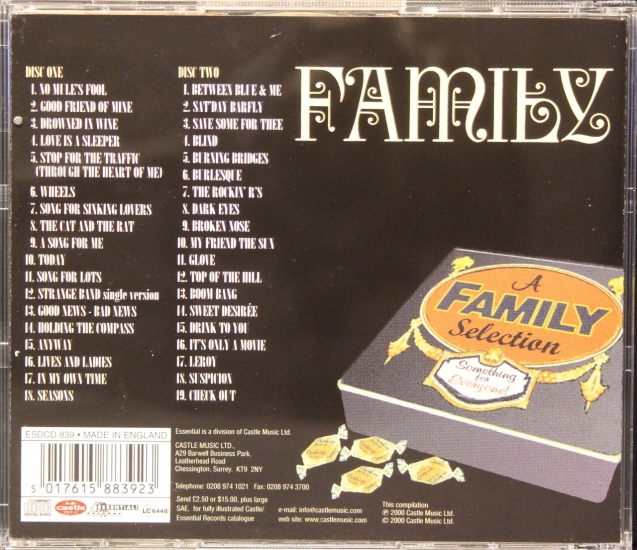 FAMILY
DISC ONE
1. NO MULE'S FOOL
2. GOOD FRIEND OF MINE
3. DROWNED IN WINE
4. LOVE IS A SLEEPER
5. STOP FOR THE TRAFFIC
(THROUGH THE HEART OF ME)
6. WHEELS
7. SONG FOR SINKING LOVERS
8. THE CAT AND THE RAT
9. A SONG FOR ME
10. TODAY
11. SONG FOR LOTS
12. STRANGE BAND single version
13. GOOD NEWS - BAD NEWS
14. HOLDING THE COMPASS
15. ANYWAY
16. LIVES AND LADIES
17. IN MY OWN TIME
18. SEASONS
DISC TWO
1. BETWEEN BLUE & ME
2. SAT'DAY BARFLY
3. SAVE SOME FOR THEE
4. BLIND
5. BURNING BRIDGES
6. BURLESQUE
7. THE ROCKIN' R'S
8. DARK EYES
9. BROKEN NOSE
10. MY FRIEND THE SUN
11. GLOVE
12. TOP OF THE HILL
13. BOOM BANG
14. SWEET DESIRÉE
15. DRINK TO YOU
16. IT'S ONLY A MOVIE
17. LEROY
18. SUSPICION
19. CHECK OUT
A
FAMILY
Selection
Something
for
Everyone!
ESDCD 839 • MADE IN ENGLAND
5 017615 883923
COMPACT
disc
DIGITAL AUDIO
castle
MUSIC
ESSENTIAL!
LC 6448
Essential is a division of Castle Music Ltd.
CASTLE MUSIC LTD.,
A29 Barwell Business Park,
Leatherhead Road
Chessington, Surrey. KT9 2NY
Telephone: 0208 974 1021 Fax: 0208 974 3700
Send £2.50 or $15.00, plus large
SAE, for fully illustrated Castle/
Essential Records catalogue
e-mail: info@castlemusic.com
web site: www.castlemusic.com
This compilation
℗ 2000 Castle Music Ltd.
© 2000 Castle Music Ltd.